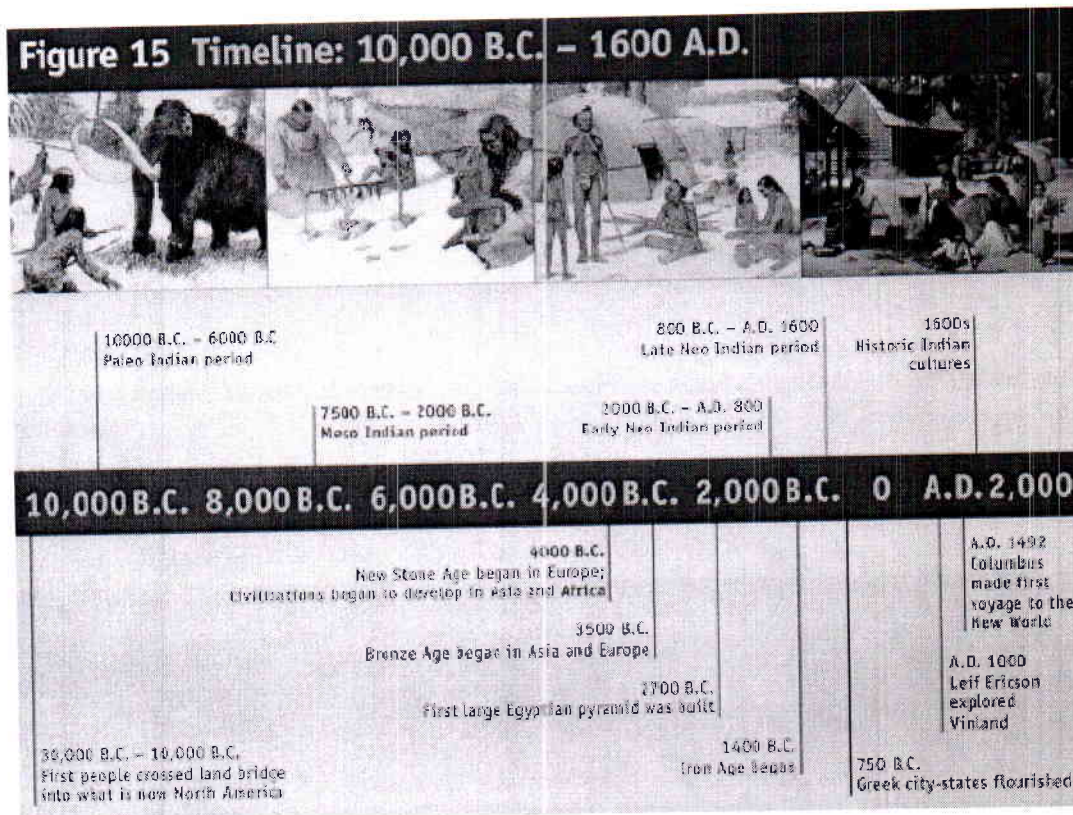 Figure 15 Timeline: 10,000 B.C. – 1600 A.D.
10000 B.C. – 6000 B.C
Paleo Indian period
7500 B.C. – 2000 B.C.
Meso Indian period
800 B.C. – A.D. 1600
Late Neo Indian period
2000 B.C. – A.D. 800
Early Neo Indian period
1600s
Historic Indian
cultures
10,000 B.C. 8,000 B.C. 6,000 B.C. 4,000 B.C. 2,000 B.C. 0 A.D. 2,000
4000 B.C.
New Stone Age began in Europe;
Civilizations began to develop in Asia and Africa
3500 B.C.
Bronze Age began in Asia and Europe
2700 B.C.
First large Egyptian pyramid was built
1400 B.C.
Iron Age began
30,000 B.C. – 10,000 B.C.
First people crossed land bridge
into what is now North America
750 B.C.
Greek city-states flourished
A.D. 1492
Columbus
made first
voyage to the
New World
A.D. 1000
Leif Ericson
explored
Vinland